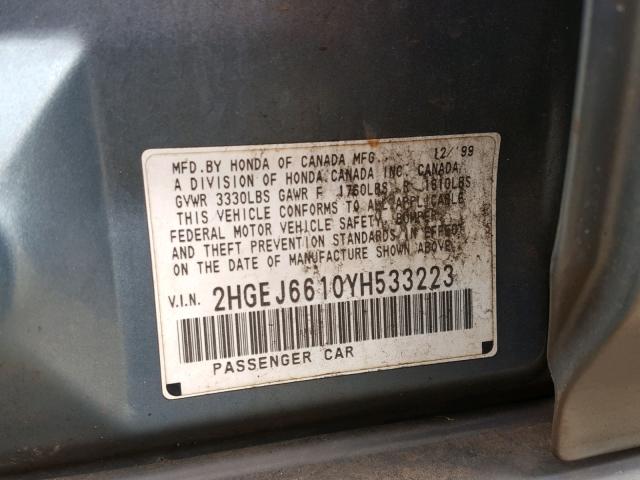 MFD.BY HONDA OF CANADA MFG., 12/'99
A DIVISION OF HONDA CANADA INC. CANADA
GVWR 3330LBS GAWR F 1760LBS R 1610LBS
THIS VEHICLE CONFORMS TO ALL APPLICABLE
FEDERAL MOTOR VEHICLE SAFETY, BUMPER,
AND THEFT PREVENTION STANDARDS IN EFFECT
ON THE DATE OF MANUFACTURE SHOWN ABOVE.
V.I.N. 2HGEJ6610YH533223
PASSENGER CAR